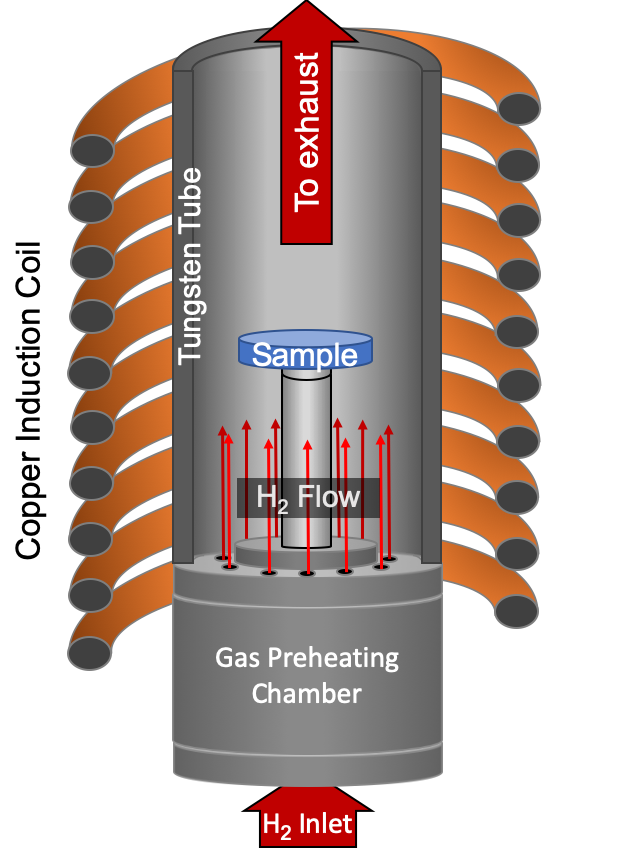 To exhaust
Tungsten Tube
Copper Induction Coil
Sample
H₂ Flow
Gas Preheating
Chamber
H₂ Inlet